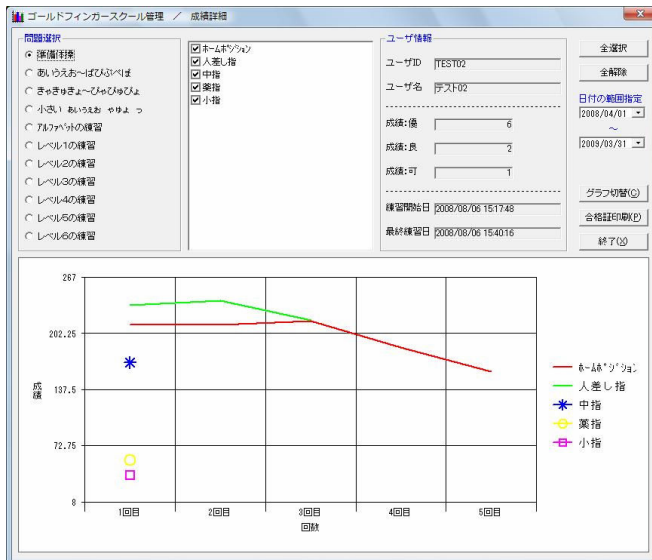 ゴールドフィンガースクール管理 ／ 成績詳細
問題選択
準備体操
あいうえお～ぱぴぷぺぽ
きゃきゅきょ～ぴゃぴゅぴょ
小さい ぁぃぅぇぉ ゃゅょ っ
ｱﾙﾌｧﾍﾞｯﾄの練習
レベル1の練習
レベル2の練習
レベル3の練習
レベル4の練習
レベル5の練習
レベル6の練習
ﾎｰﾑﾎﾟｼﾞｼｮﾝ
人差し指
中指
薬指
小指
ユーザ情報
ユーザID TEST02
ユーザ名 テスト02
成績:優 6
成績:良 2
成績:可 1
練習開始日 2008/08/06 15:17:48
最終練習日 2008/08/06 15:40:16
全選択
全解除
日付の範囲指定
2008/04/01
～
2009/03/31
グラフ切替(C)
合格証印刷(P)
終了(X)
267
202.25
137.5
72.75
8
成績
1回目 2回目 3回目 4回目 5回目
回数
ﾎｰﾑﾎﾟｼﾞｼｮﾝ
人差し指
中指
薬指
小指